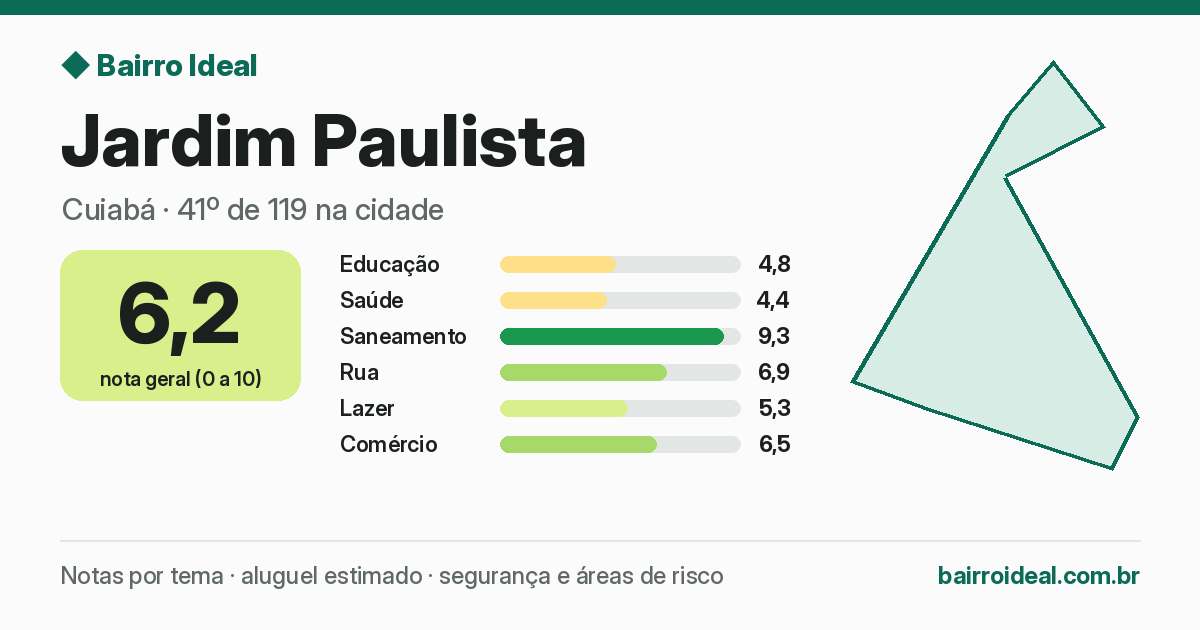 Bairro Ideal
Jardim Paulista
Cuiabá · 41º de 119 na cidade
6,2
nota geral (0 a 10)
Educação 4,8
Saúde 4,4
Saneamento 9,3
Rua 6,9
Lazer 5,3
Comércio 6,5
Notas por tema · aluguel estimado · segurança e áreas de risco
bairroideal.com.br